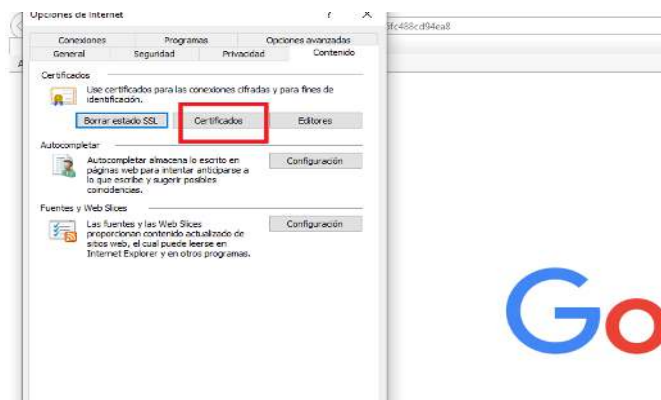 Opciones de Internet ? X
5fc488cd94ea8
Conexiones Programas Opciones avanzadas
General Seguridad Privacidad Contenido
Certificados
Use certificados para las conexiones cifradas y para fines de
identificación.
Borrar estado SSL Certificados Editores
Autocompletar
Autocompletar almacena lo escrito en
páginas web para intentar anticiparse a
lo que escribe y sugerir posibles
coincidencias.
Configuración
Fuentes y Web Slices
Las fuentes y las Web Slices
proporcionan contenido actualizado de
sitios web, el cual puede leerse en
Internet Explorer y en otros programas.
Configuración
Go